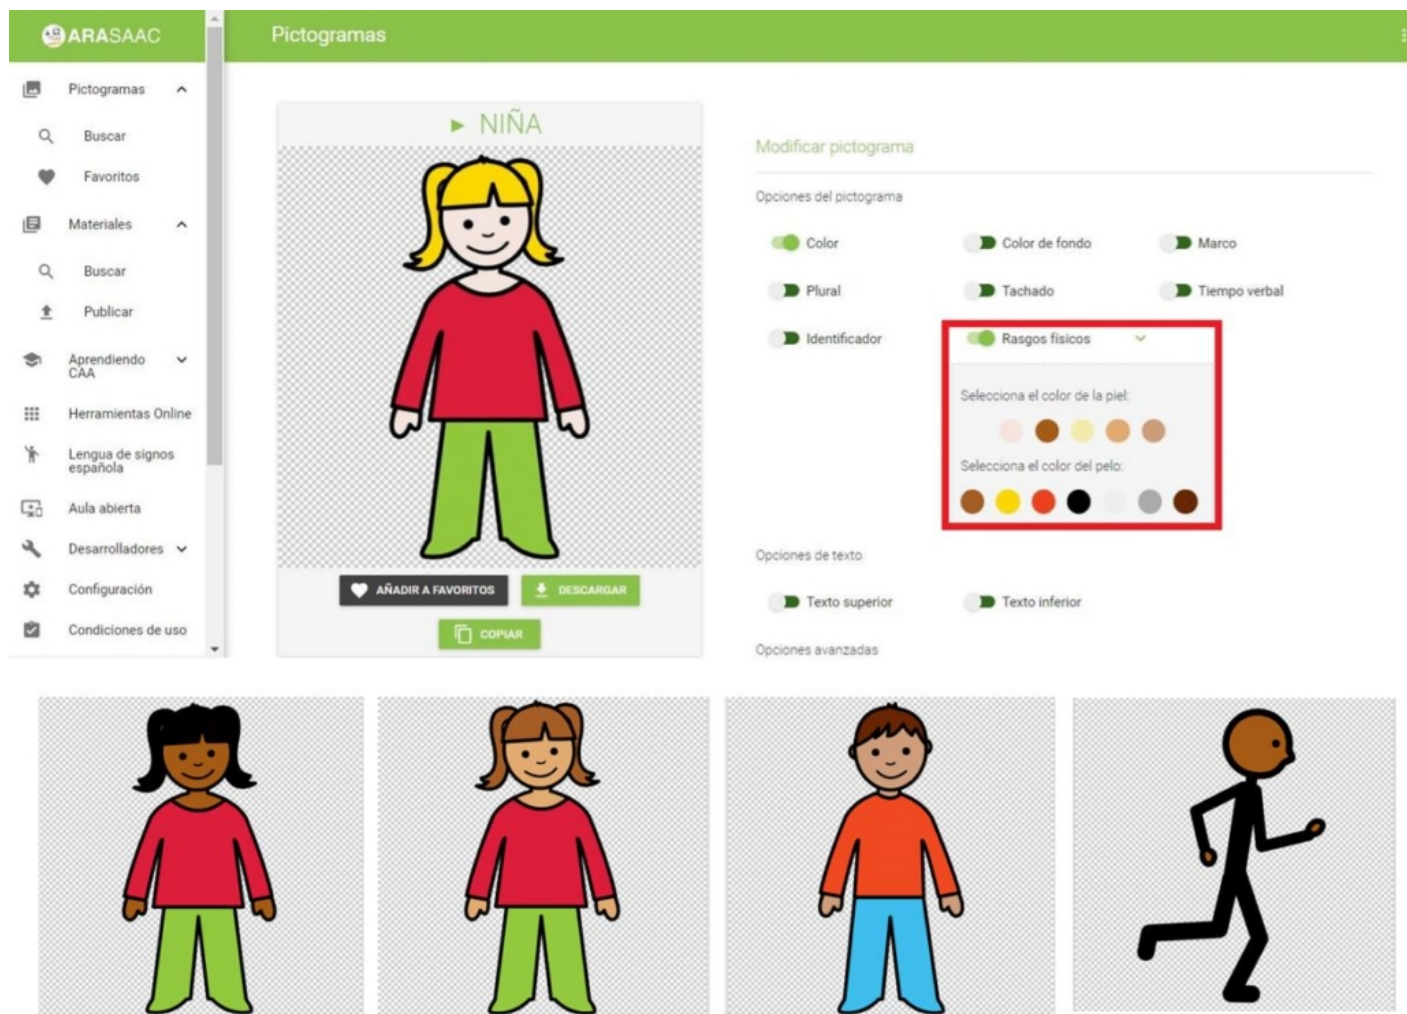 ARASAAC
Pictogramas
Pictogramas
Buscar
Favoritos
Materiales
Buscar
Publicar
Aprendiendo
CAA
Herramientas Online
Lengua de signos
española
Aula abierta
Desarrolladores
Configuración
Condiciones de uso
NIÑA
AÑADIR A FAVORITOS
DESCARGAR
COPIAR
Modificar pictograma
Opciones del pictograma
Color
Color de fondo
Marco
Plural
Tachado
Tiempo verbal
Identificador
Rasgos físicos
Selecciona el color de la piel:
Selecciona el color del pelo:
Opciones de texto
Texto superior
Texto inferior
Opciones avanzadas